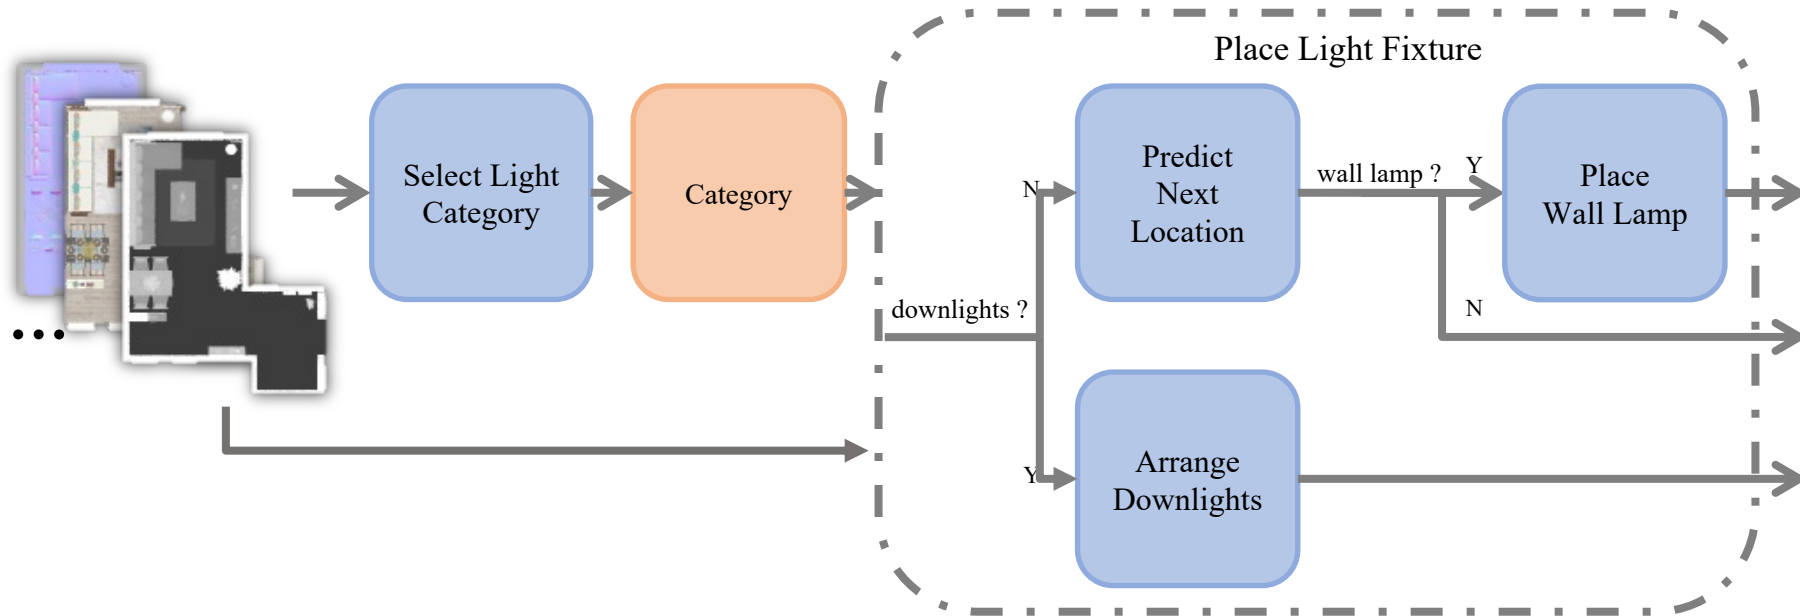 Place Light Fixture
Select Light
Category
Category
downlights ?
N
Y
Predict
Next
Location
wall lamp ?
Y
N
Place
Wall Lamp
Arrange
Downlights
...